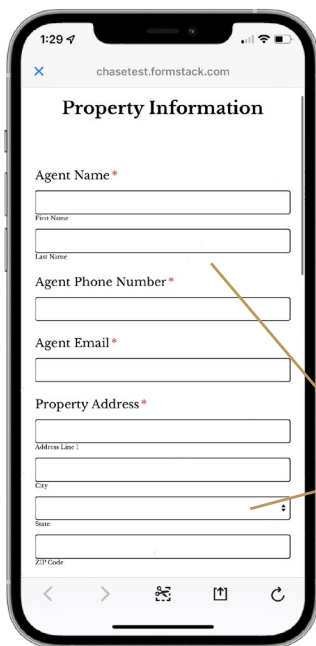 1:29
chasetest.formstack.com
Property Information
Agent Name *
First Name
Last Name
Agent Phone Number *
Agent Email *
Property Address *
Address Line 1
City
State
ZIP Code